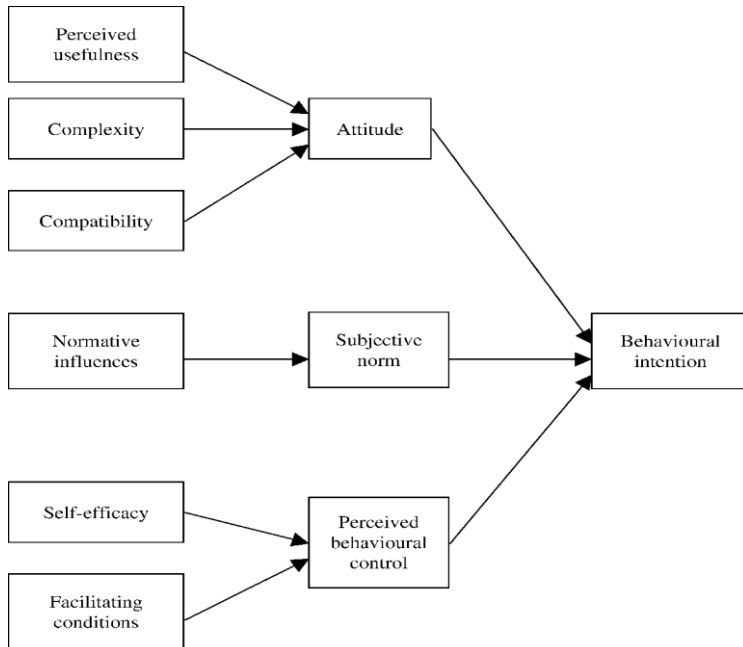 Perceived
usefulness
Complexity
Attitude
Compatibility
Normative
influences
Subjective
norm
Behavioural
intention
Self-efficacy
Perceived
behavioural
control
Facilitating
conditions